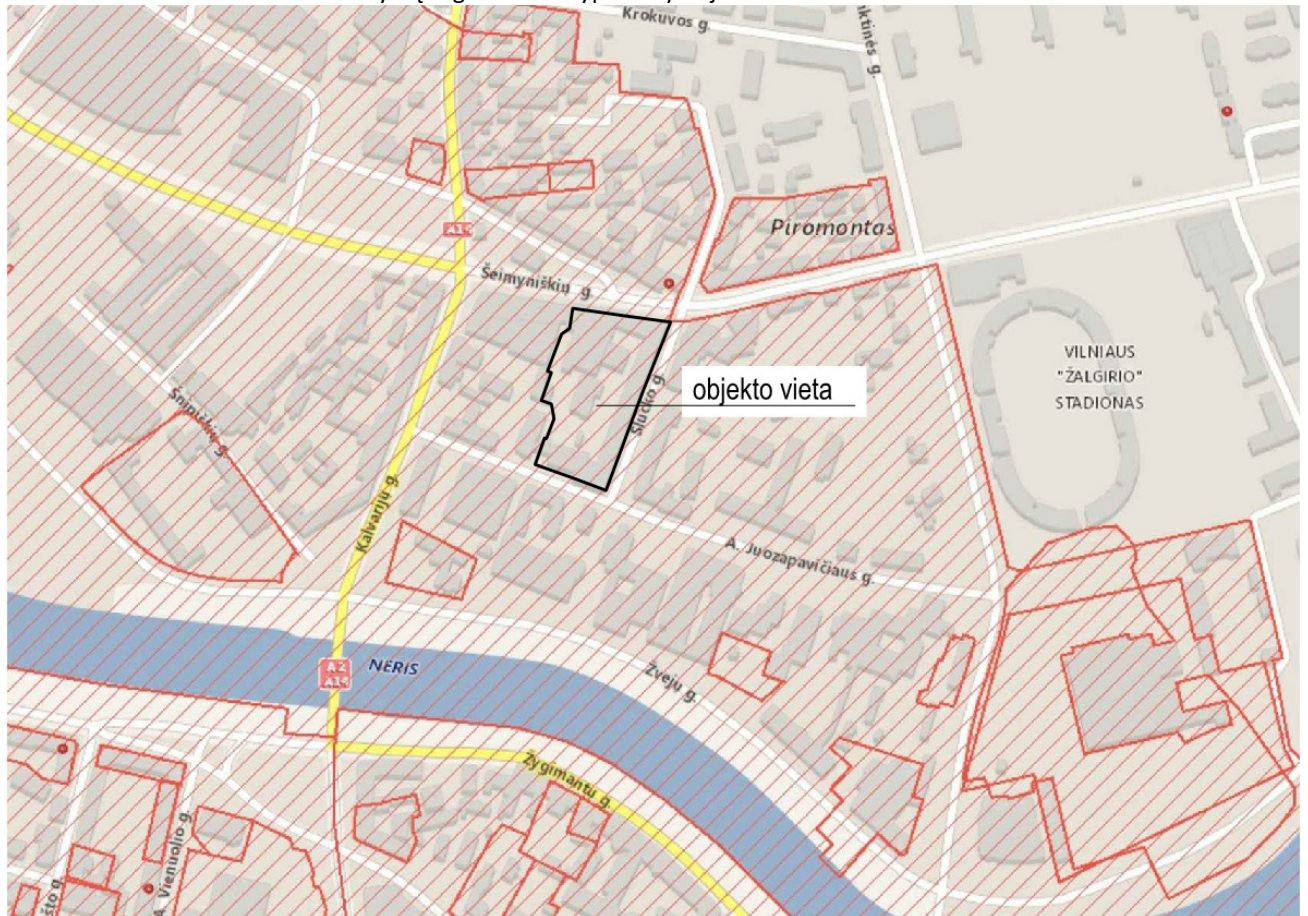 Krokuvos g.
Piromontas
A14
Šeimyniškių g.
VILNIAUS
"ŽALGIRIO"
STADIONAS
objekto vieta
Slucko g.
Šnipiškių g.
Kalvarijų g.
A. Juozapavičiaus g.
A2
A14
NERIS
Žvejų g.
Žygimantų g.
A. Vienuolio g.